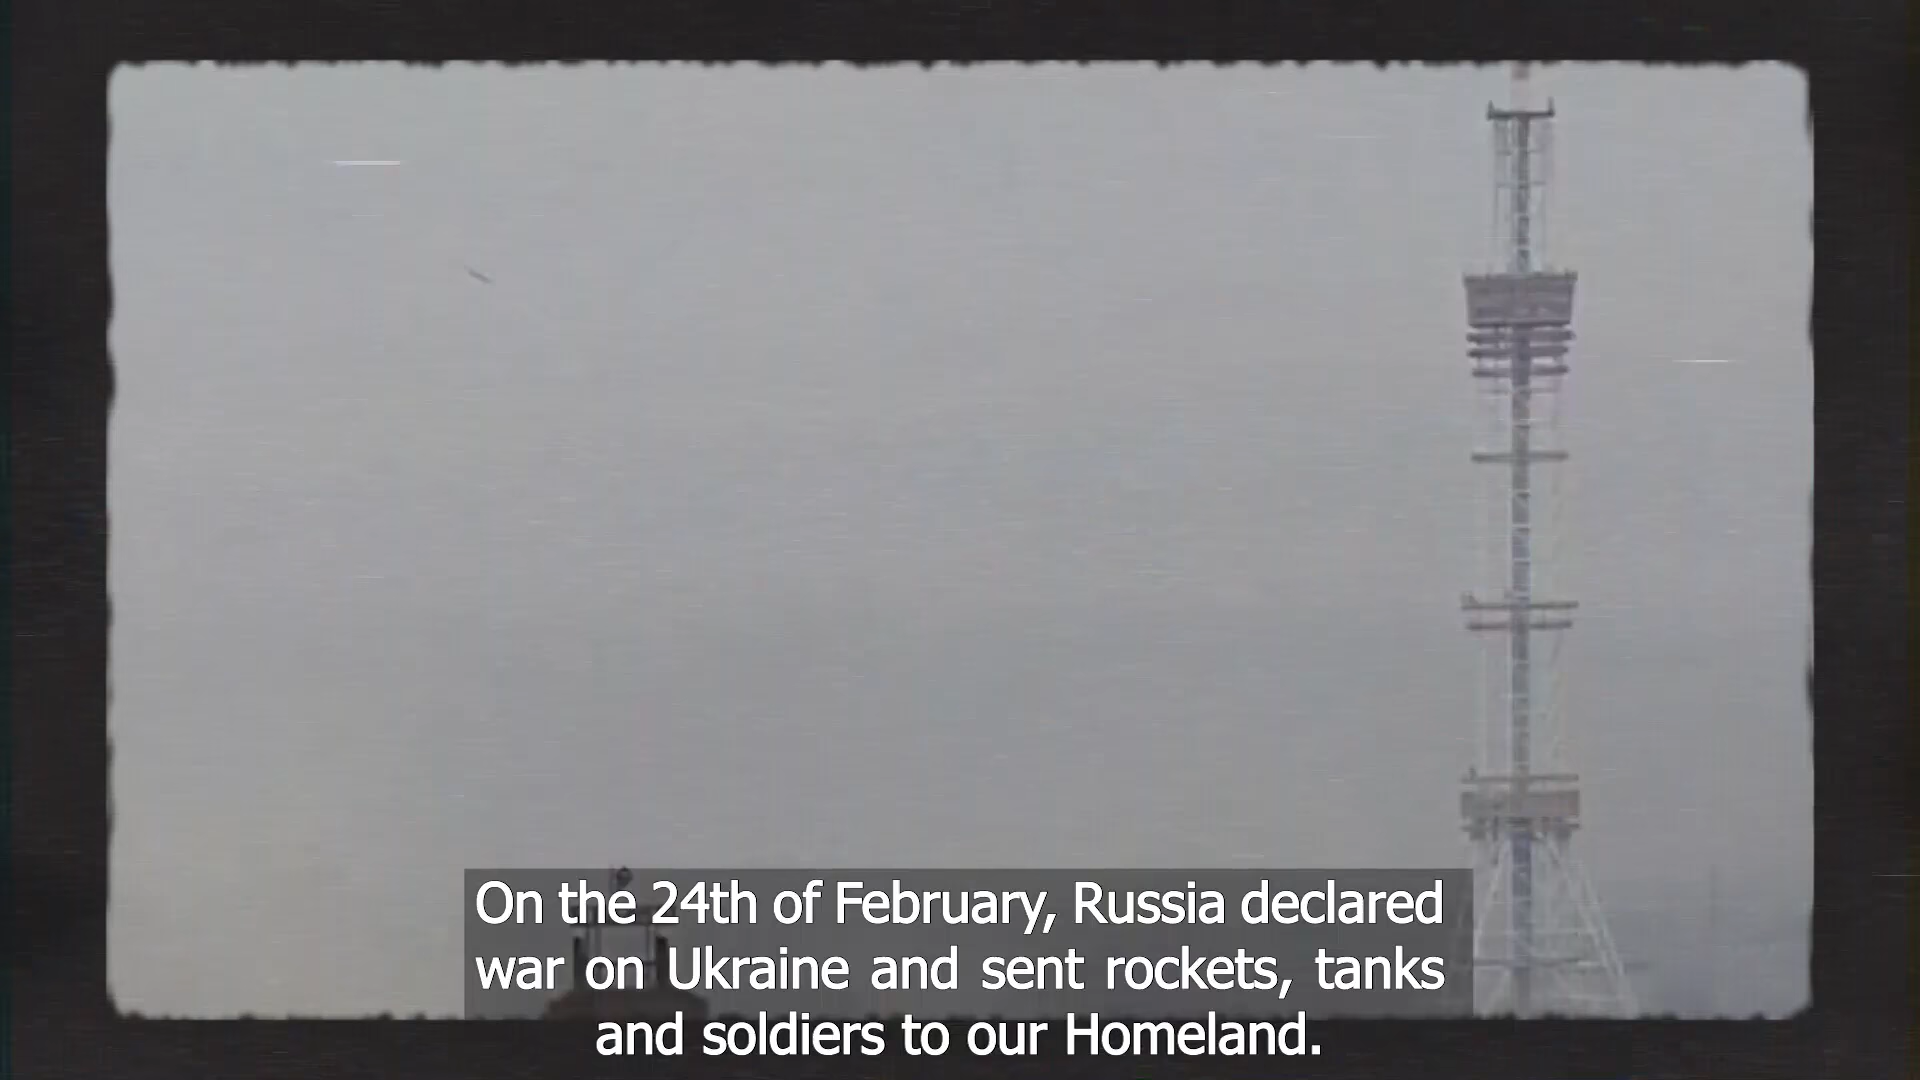 On the 24th of February, Russia declared
war on Ukraine and sent rockets, tanks
and soldiers to our Homeland.